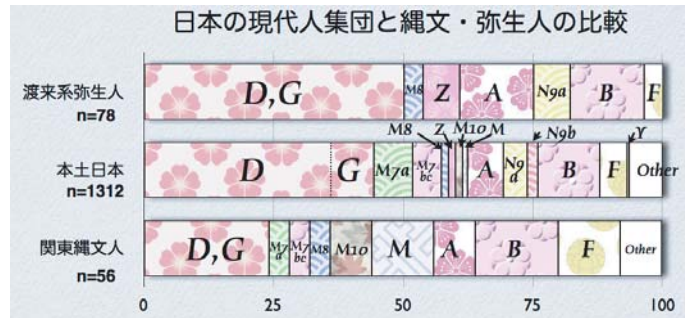 日本の現代人集団と縄文・弥生人の比較
渡来系弥生人
n=78
D,G M8 Z A N9a B F
M8 Z M10 M N9b Y
本土日本
n=1312
D G M7a M7bc A N9a B F Other
関東縄文人
n=56
D,G M7a M7bc M8 M10 M A B F Other
0 25 50 75 100